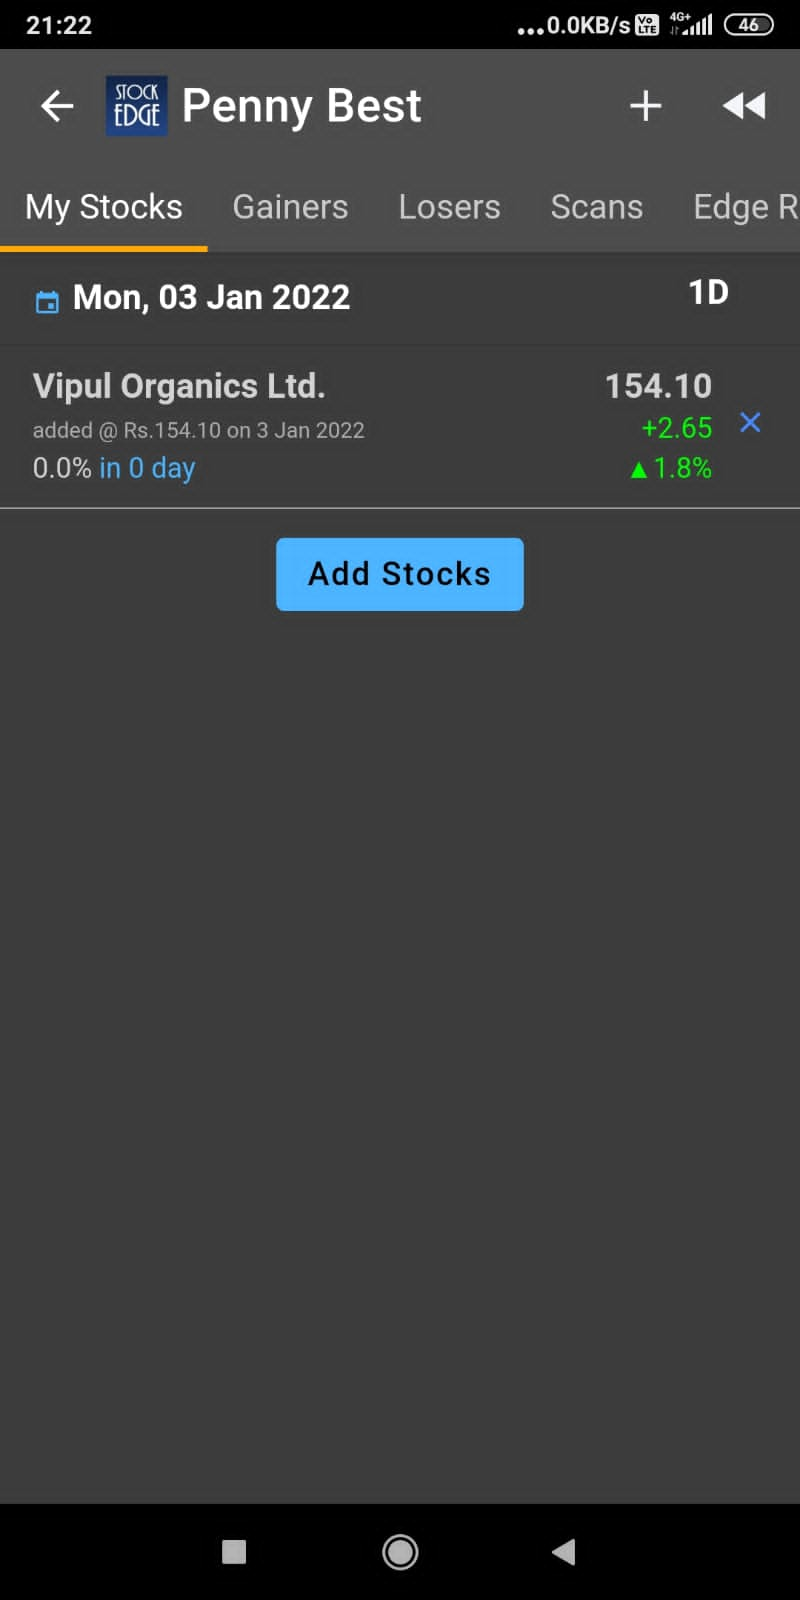 21:22
...0.0KB/s Vo LTE 4G+ 46
STOCK EDGE Penny Best
My Stocks Gainers Losers Scans Edge R
Mon, 03 Jan 2022 1D
Vipul Organics Ltd. 154.10
added @ Rs.154.10 on 3 Jan 2022 +2.65
0.0% in 0 day ▲1.8%
Add Stocks